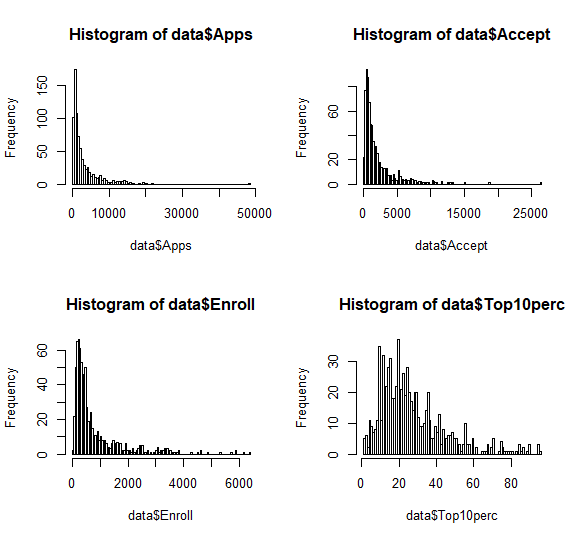 Histogram of data$Apps
Frequency
0 50 100 150
0 10000 30000 50000
data$Apps
Histogram of data$Accept
Frequency
0 20 60
0 5000 15000 25000
data$Accept
Histogram of data$Enroll
Frequency
0 20 40 60
0 2000 4000 6000
data$Enroll
Histogram of data$Top10perc
Frequency
0 10 20 30
0 20 40 60 80
data$Top10perc